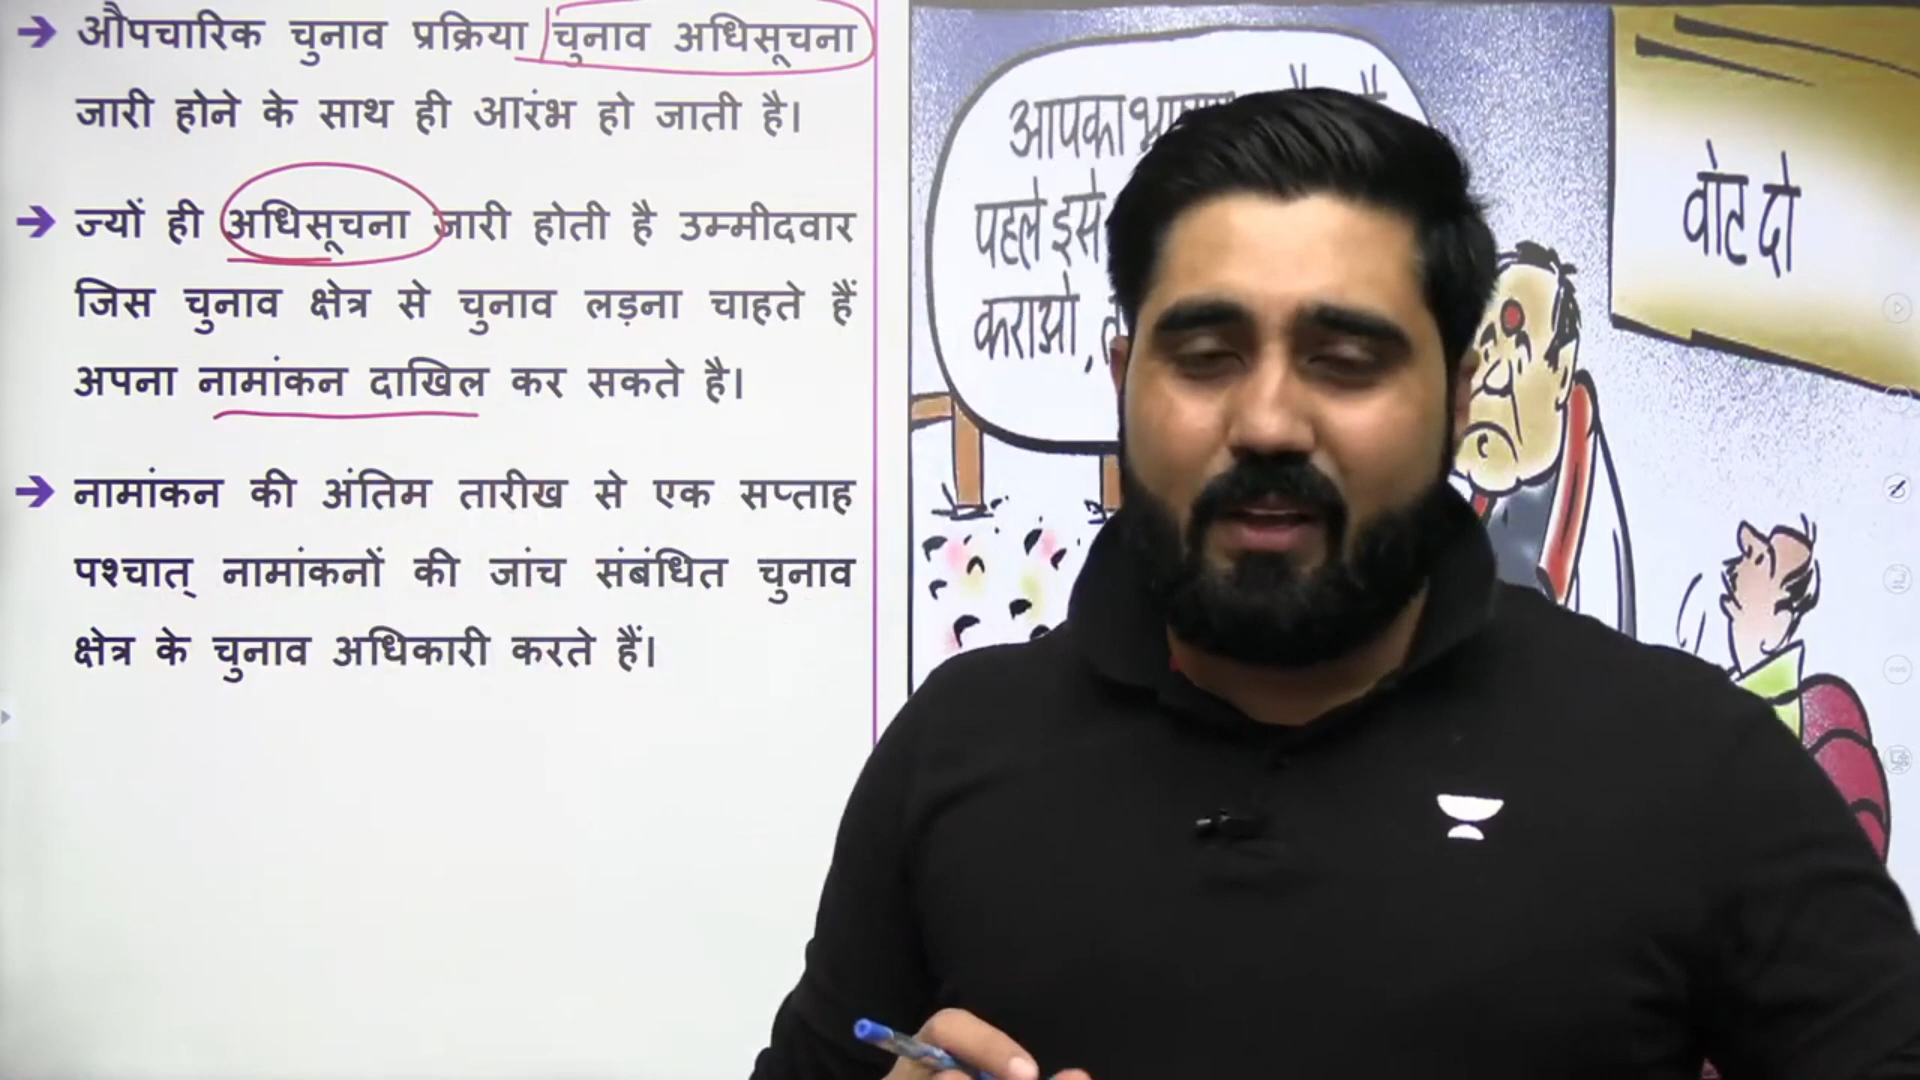 औपचारिक चुनाव प्रक्रिया चुनाव अधिसूचना
जारी होने के साथ ही आरंभ हो जाती है।
ज्यों ही अधिसूचना जारी होती है उम्मीदवार
जिस चुनाव क्षेत्र से चुनाव लड़ना चाहते हैं
अपना नामांकन दाखिल कर सकते है।
नामांकन की अंतिम तारीख से एक सप्ताह
पश्चात् नामांकनों की जांच संबंधित चुनाव
क्षेत्र के चुनाव अधिकारी करते हैं।
आपका
पहले इसे
कराओ,
वोट दो